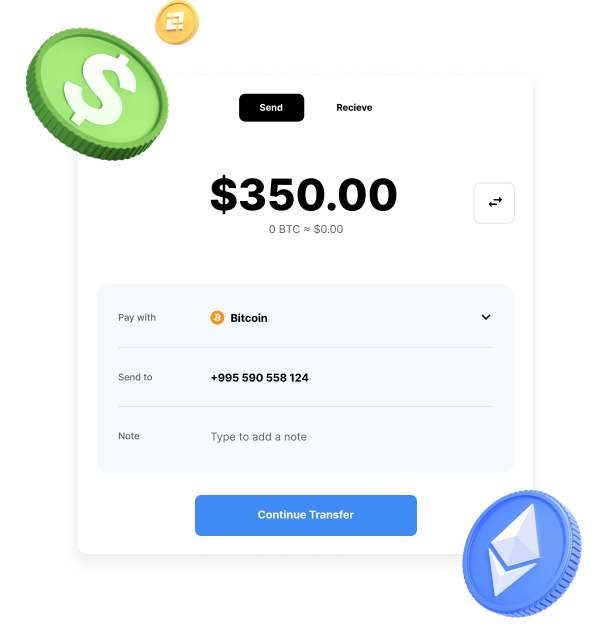 Send
Recieve
$350.00
0 BTC ≈ $0.00
Pay with
Bitcoin
Send to
+995 590 558 124
Note
Type to add a note
Continue Transfer